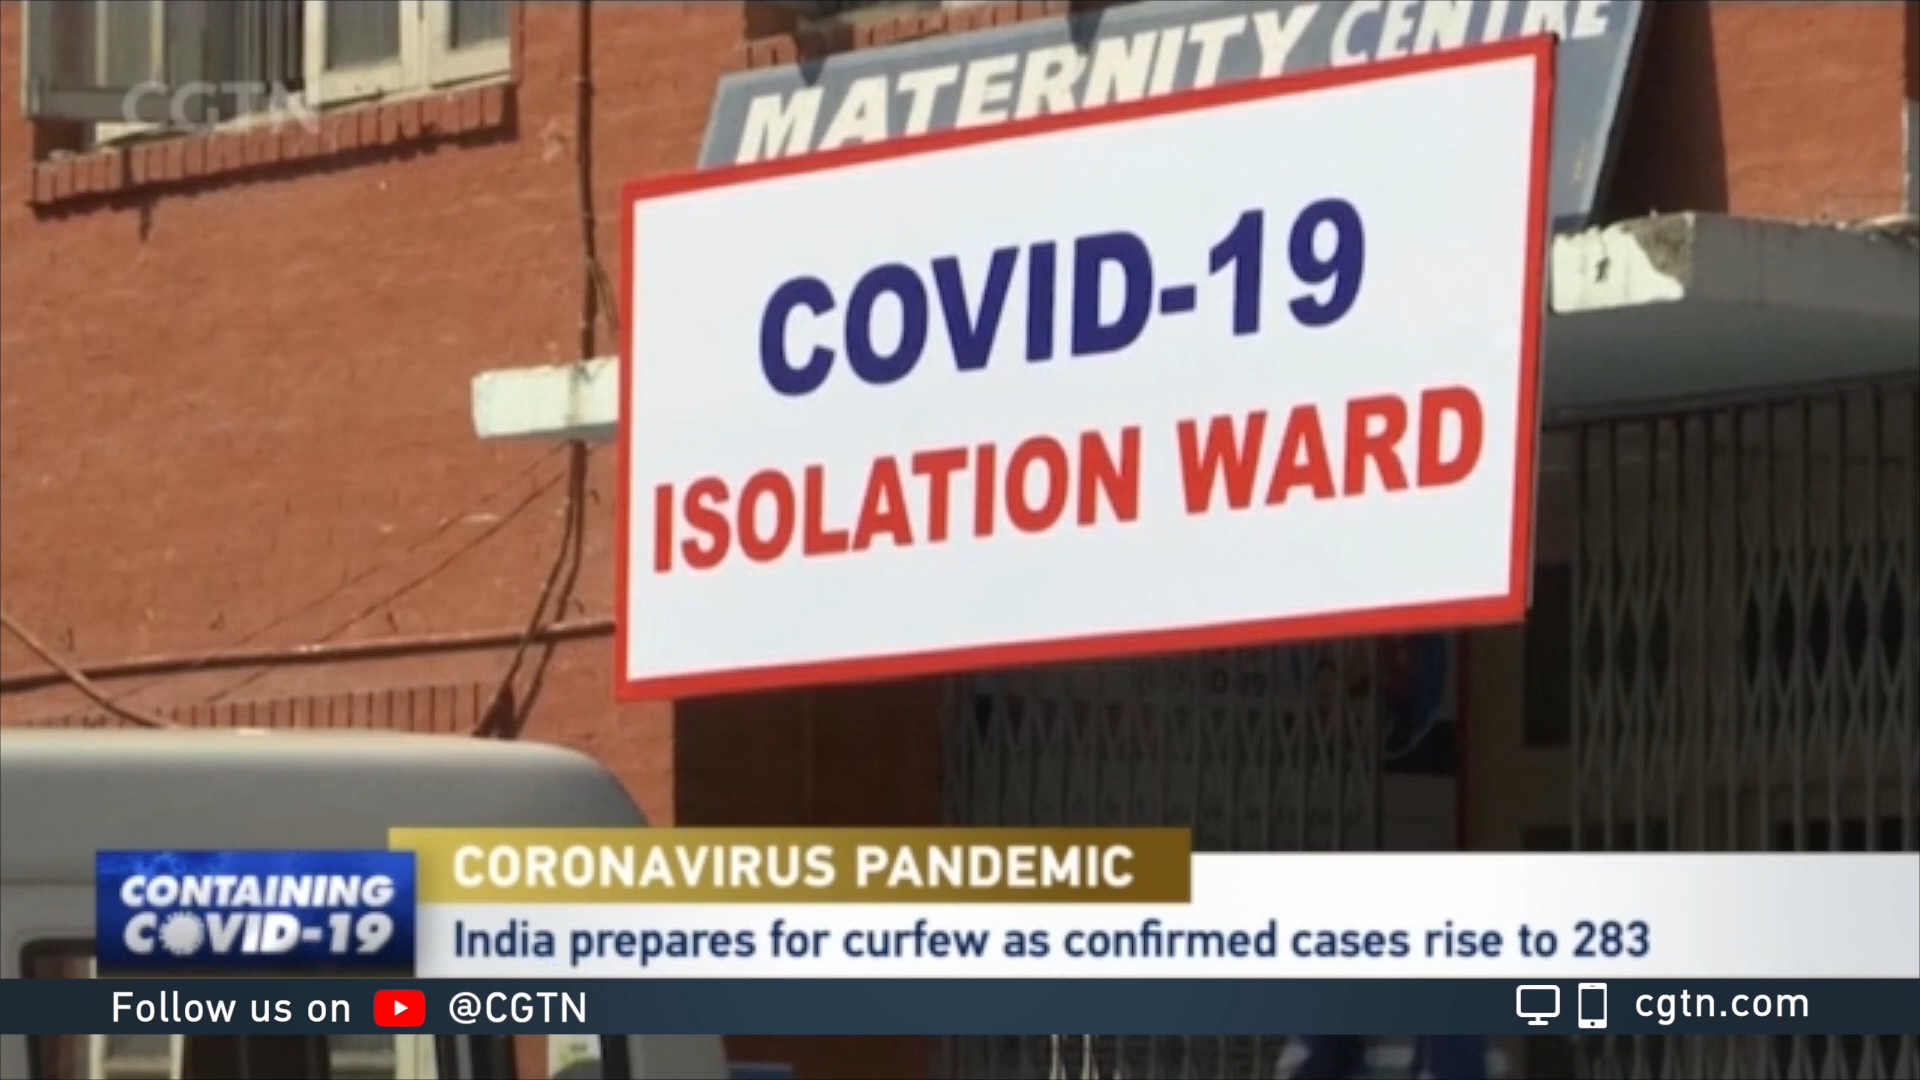 CGTN
MATERNITY CENTRE
COVID-19
ISOLATION WARD
CORONAVIRUS PANDEMIC
CONTAINING
COVID-19
India prepares for curfew as confirmed cases rise to 283
Follow us on @CGTN
cgtn.com